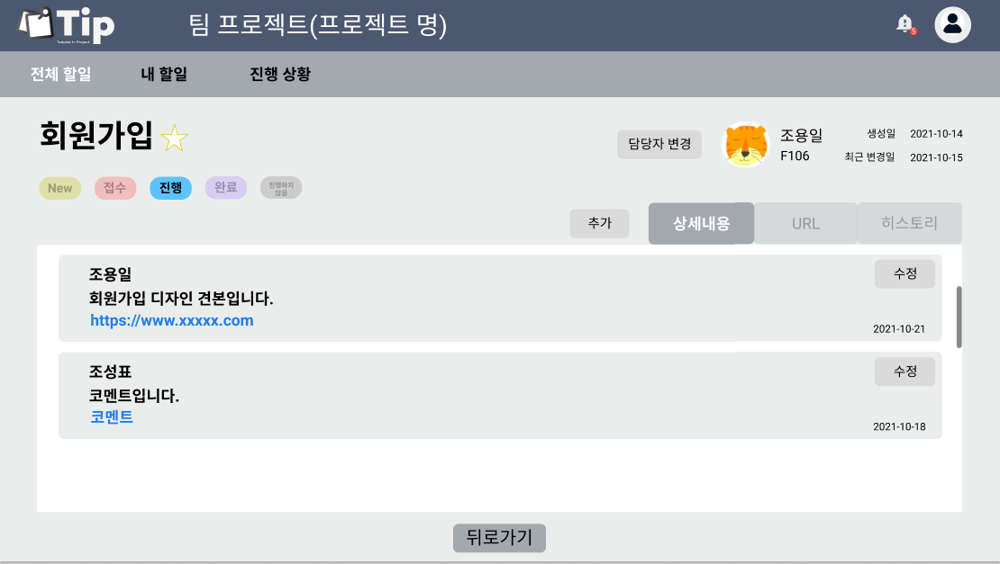 Tip
Todolist In Project
팀 프로젝트(프로젝트 명)
5
전체 할일
내 할일
진행 상황
회원가입
담당자 변경
조용일
F106
생성일 2021-10-14
최근 변경일 2021-10-15
New
접수
진행
완료
진행하지
않음
추가
상세내용
URL
히스토리
조용일
수정
회원가입 디자인 견본입니다.
https://www.xxxxx.com
2021-10-21
조성표
수정
코멘트입니다.
코멘트
2021-10-18
뒤로가기